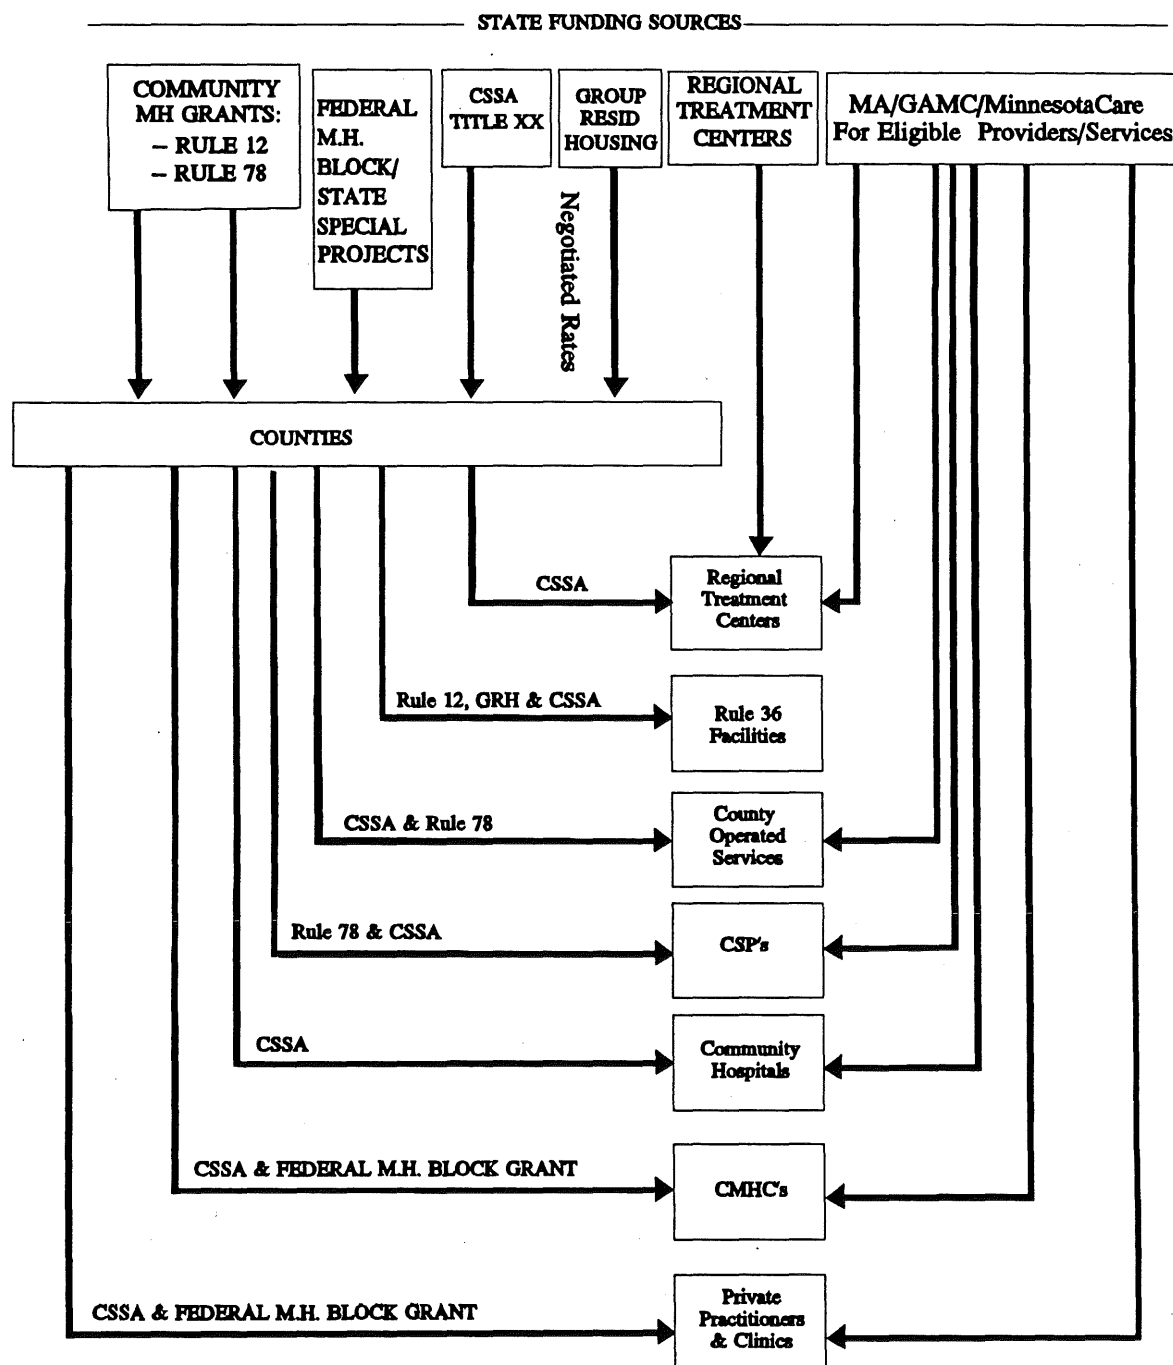 STATE FUNDING SOURCES
COMMUNITY
MH GRANTS:
– RULE 12
– RULE 78
FEDERAL
M.H.
BLOCK/
STATE
SPECIAL
PROJECTS
CSSA
TITLE XX
GROUP
RESID
HOUSING
REGIONAL
TREATMENT
CENTERS
MA/GAMC/MinnesotaCare
For Eligible Providers/Services
Negotiated Rates
COUNTIES
CSSA
Regional
Treatment
Centers
Rule 12, GRH & CSSA
Rule 36
Facilities
CSSA & Rule 78
County
Operated
Services
Rule 78 & CSSA
CSP's
CSSA
Community
Hospitals
CSSA & FEDERAL M.H. BLOCK GRANT
CMHC's
CSSA & FEDERAL M.H. BLOCK GRANT
Private
Practitioners
& Clinics